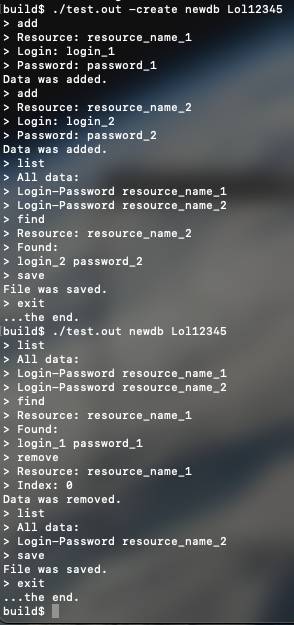 build$ ./test.out -create newdb Lol12345
> add
> Resource: resource_name_1
> Login: login_1
> Password: password_1
Data was added.
> add
> Resource: resource_name_2
> Login: login_2
> Password: password_2
Data was added.
> list
> All data:
> Login-Password resource_name_1
> Login-Password resource_name_2
> find
> Resource: resource_name_2
> Found:
> login_2 password_2
> save
File was saved.
> exit
...the end.
build$ ./test.out newdb Lol12345
> list
> All data:
> Login-Password resource_name_1
> Login-Password resource_name_2
> find
> Resource: resource_name_1
> Found:
> login_1 password_1
> remove
> Resource: resource_name_1
> Index: 0
Data was removed.
> list
> All data:
> Login-Password resource_name_2
> save
File was saved.
> exit
...the end.
build$